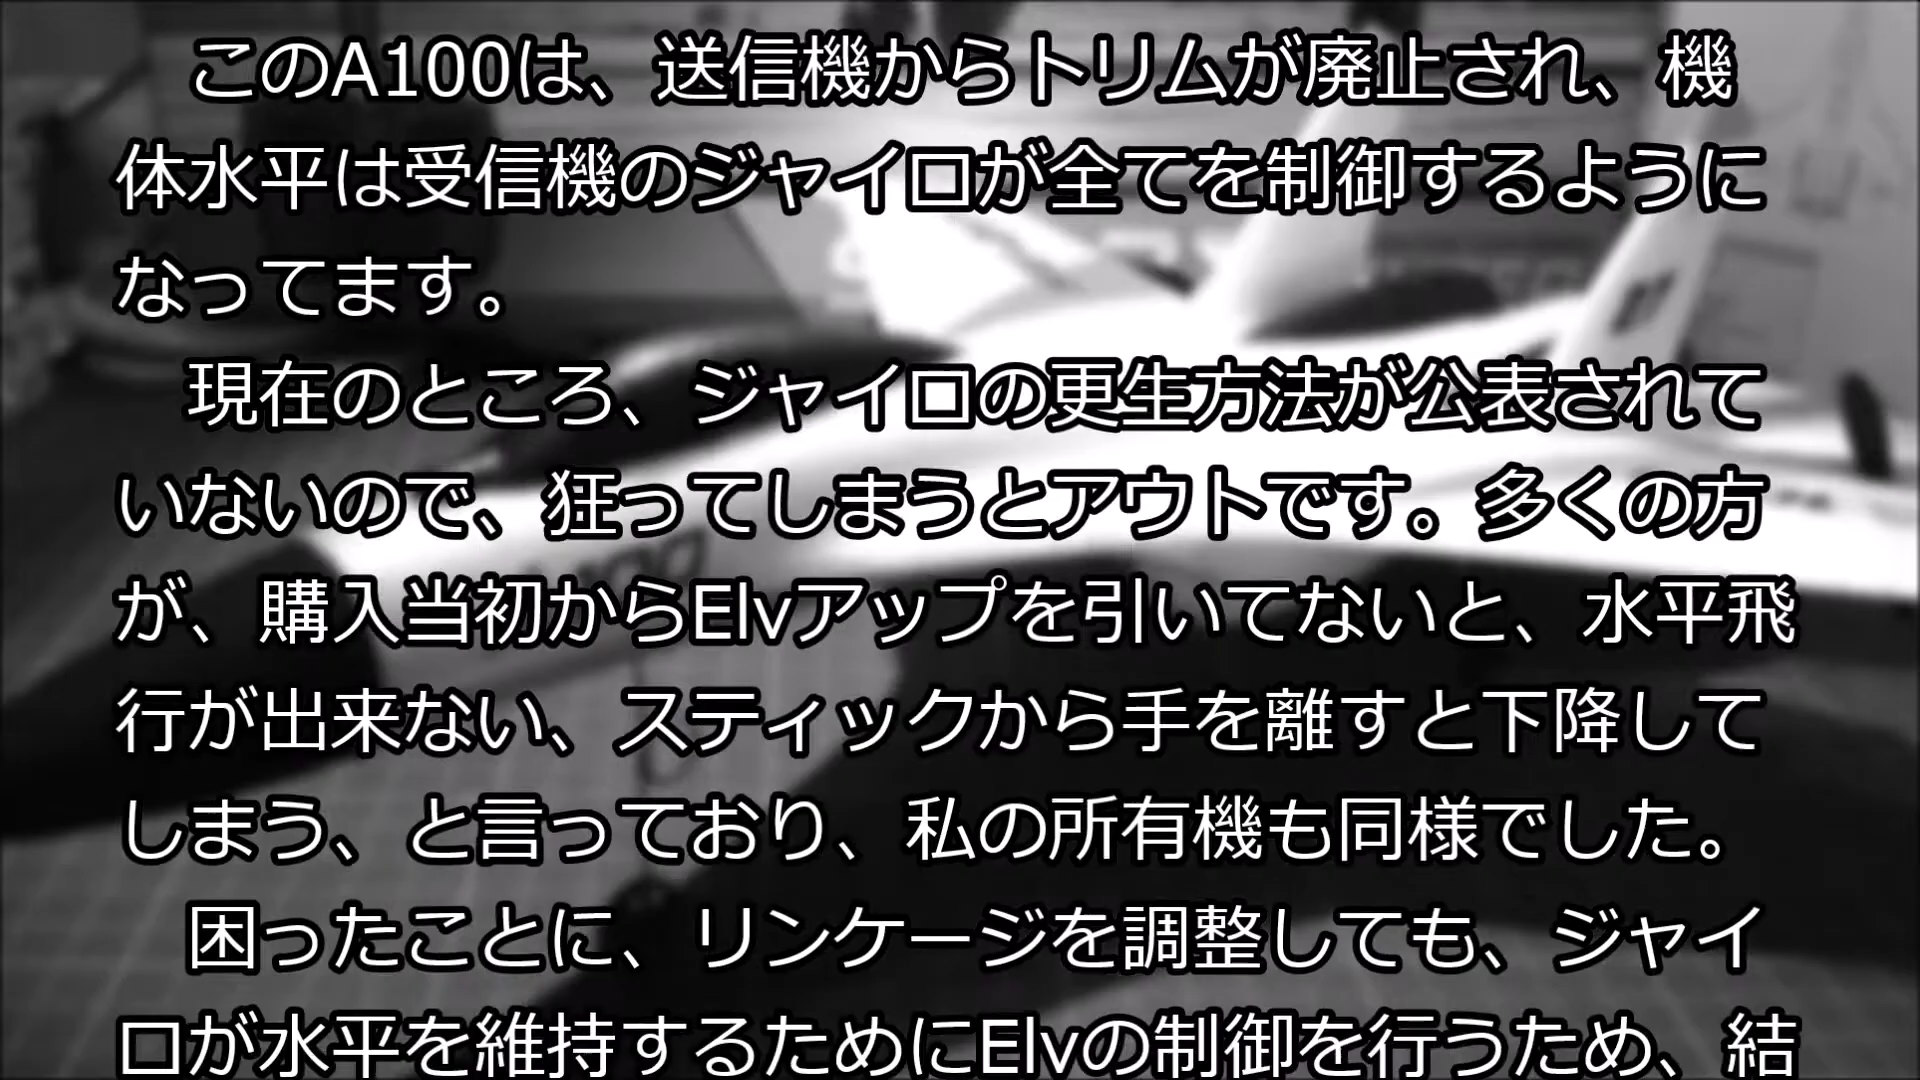 このA100は、送信機からトリムが廃止され、機
体水平は受信機のジャイロが全てを制御するように
なってます。
現在のところ、ジャイロの更生方法が公表されて
いないので、狂ってしまうとアウトです。多くの方
が、購入当初からElvアップを引いてないと、水平飛
行が出来ない、スティックから手を離すと下降して
しまう、と言っており、私の所有機も同様でした。
困ったことに、リンケージを調整しても、ジャイ
ロが水平を維持するためにElvの制御を行うため、結